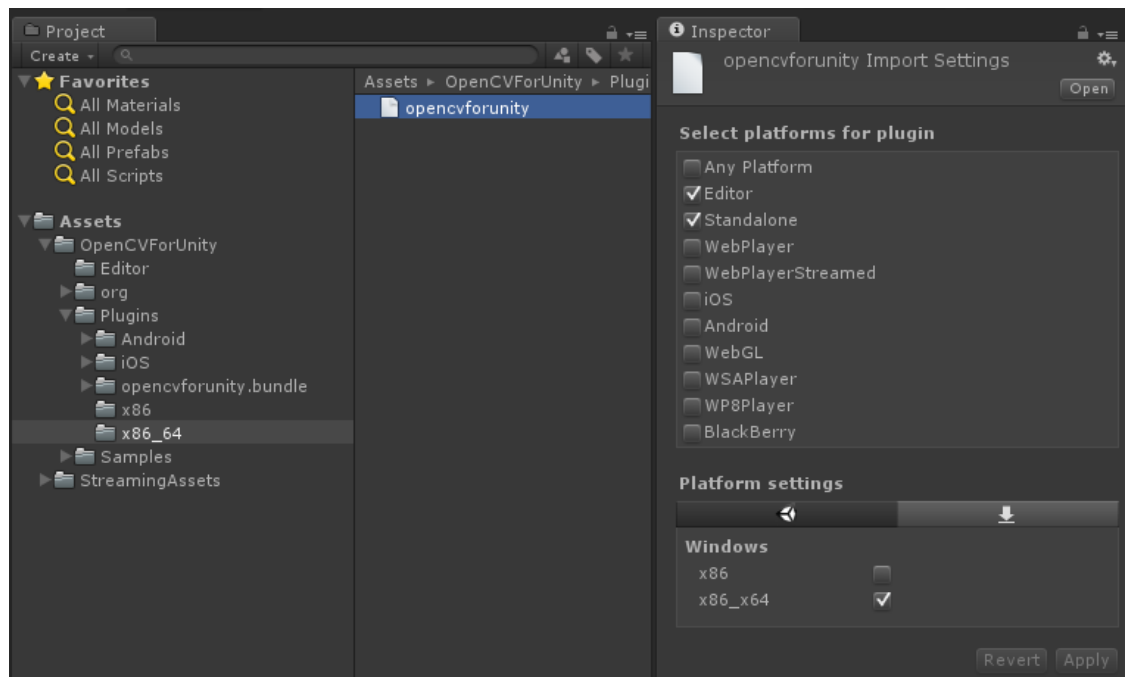 Project
Create
Favorites
All Materials
All Models
All Prefabs
All Scripts
Assets
OpenCVForUnity
Editor
org
Plugins
Android
iOS
opencvforunity.bundle
x86
x86_64
Samples
StreamingAssets
Assets ▸ OpenCVForUnity ▸ Plugi
opencvforunity
Inspector
opencvforunity Import Settings
Open
Select platforms for plugin
Any Platform
Editor
Standalone
WebPlayer
WebPlayerStreamed
iOS
Android
WebGL
WSAPlayer
WP8Player
BlackBerry
Platform settings
Windows
x86
x86_x64
Revert Apply